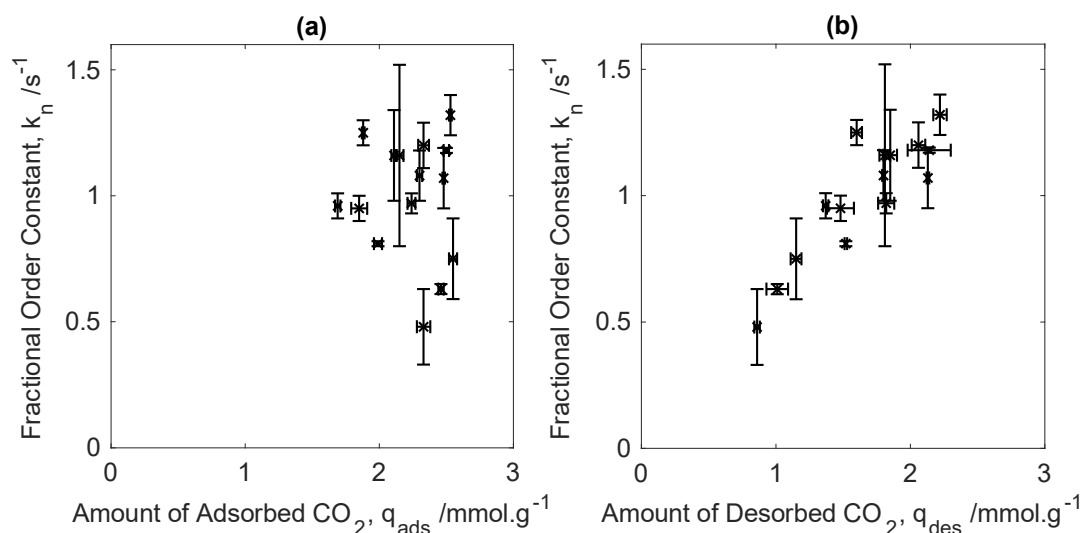 (a)
Fractional Order Constant, k_n /s^-1
1.5
1
0.5
0
0
1
2
3
Amount of Adsorbed CO_2, q_ads /mmol.g^-1
(b)
Fractional Order Constant, k_n /s^-1
1.5
1
0.5
0
0
1
2
3
Amount of Desorbed CO_2, q_des /mmol.g^-1